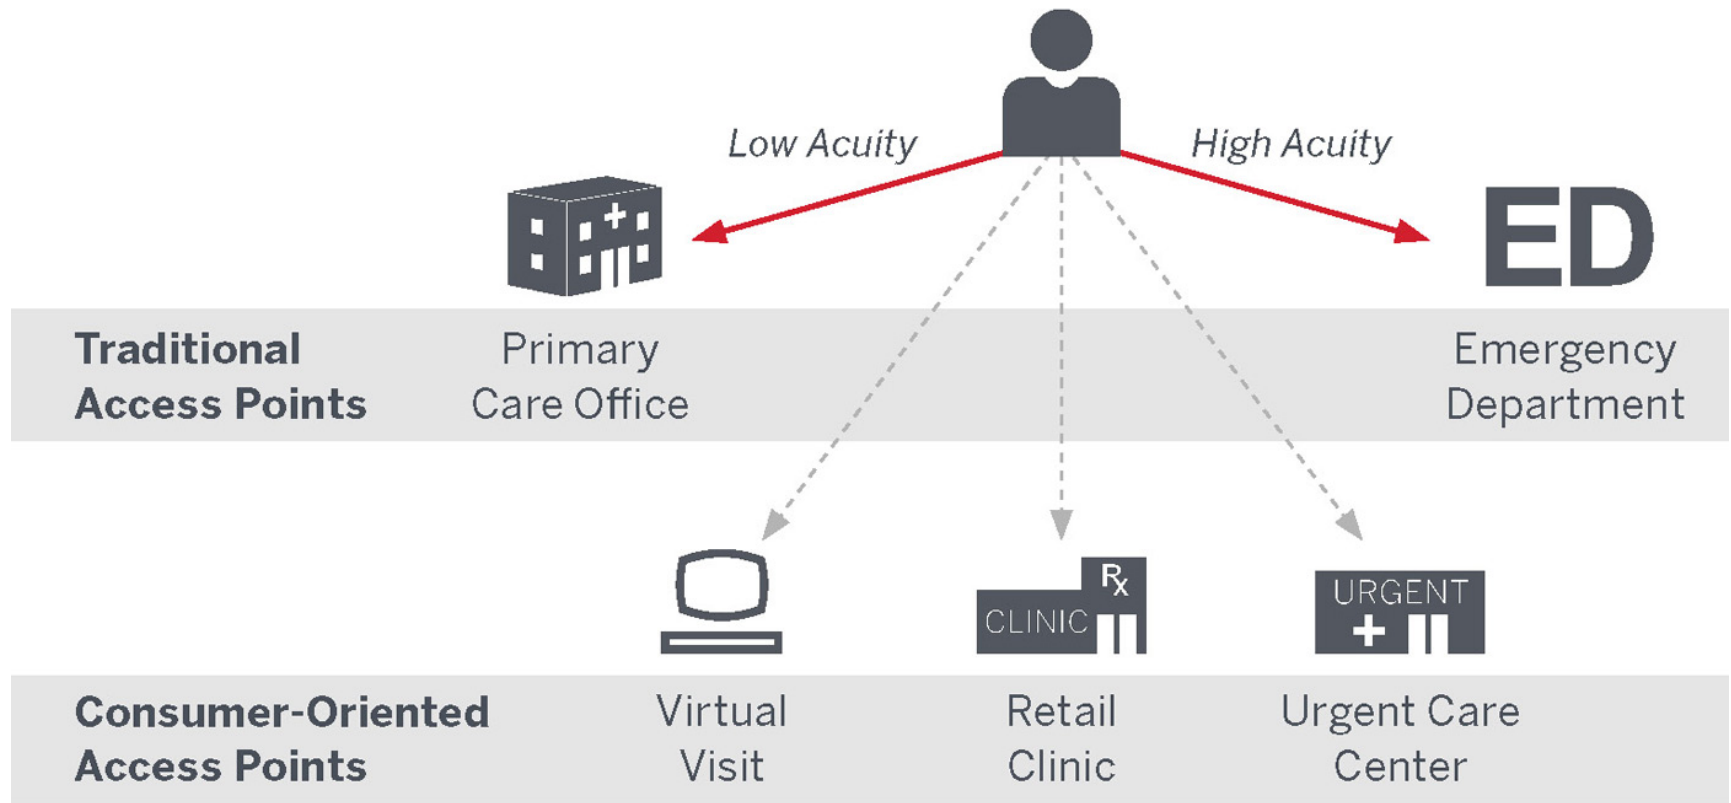 Low Acuity
High Acuity
ED
Traditional
Access Points
Primary
Care Office
Emergency
Department
CLINIC
Rx
URGENT
Consumer-Oriented
Access Points
Virtual
Visit
Retail
Clinic
Urgent Care
Center